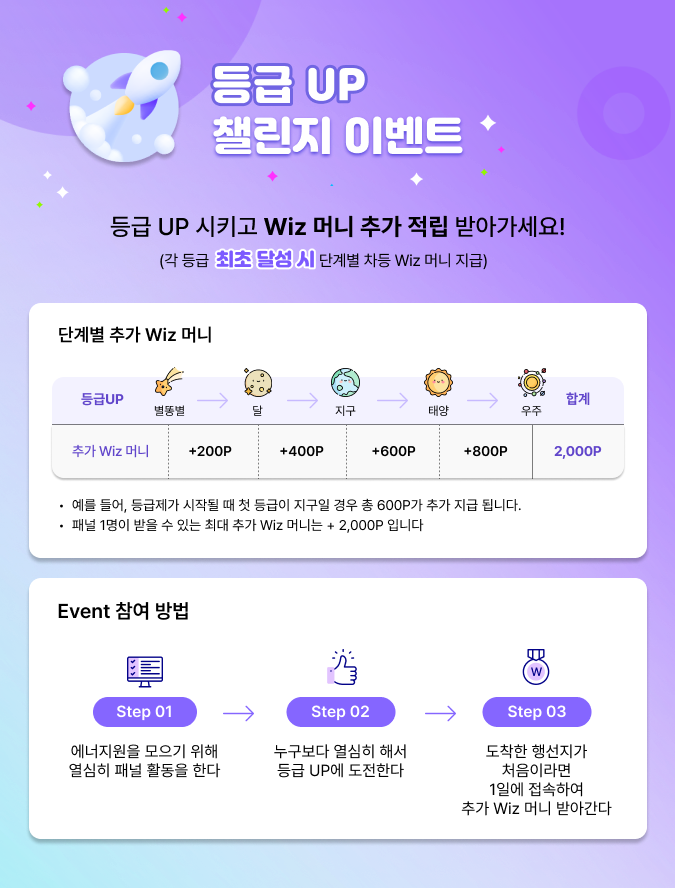 등급 UP
챌린지 이벤트
등급 UP 시키고 Wiz 머니 추가 적립 받아가세요!
(각 등급 최초 달성 시 단계별 차등 Wiz 머니 지급)
단계별 추가 Wiz 머니
등급UP 별똥별 달 지구 태양 우주 합계
추가 Wiz 머니 +200P +400P +600P +800P 2,000P
• 예를 들어, 등급제가 시작될 때 첫 등급이 지구일 경우 총 600P가 추가 지급 됩니다.
• 패널 1명이 받을 수 있는 최대 추가 Wiz 머니는 + 2,000P 입니다
Event 참여 방법
W
Step 01
에너지원을 모으기 위해
열심히 패널 활동을 한다
Step 02
누구보다 열심히 해서
등급 UP에 도전한다
Step 03
도착한 행선지가
처음이라면
1일에 접속하여
추가 Wiz 머니 받아간다